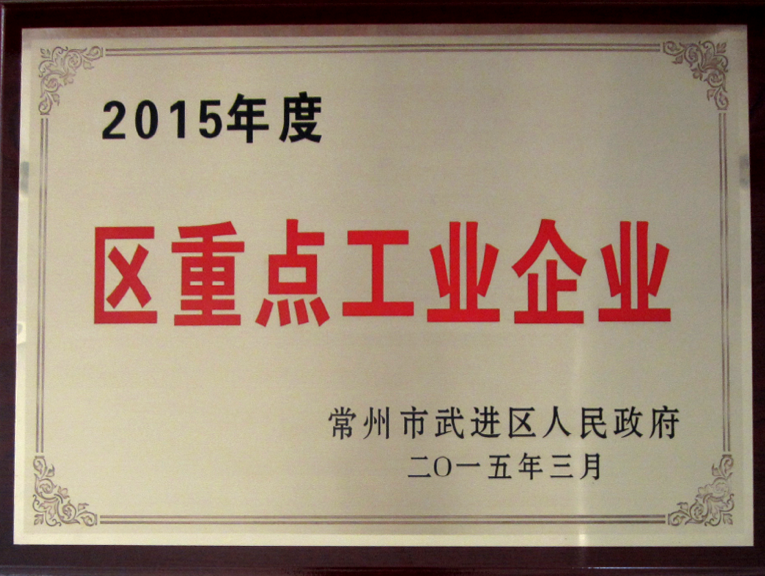 2015年度
区重点工业企业
常州市武进区人民政府
二〇一五年三月